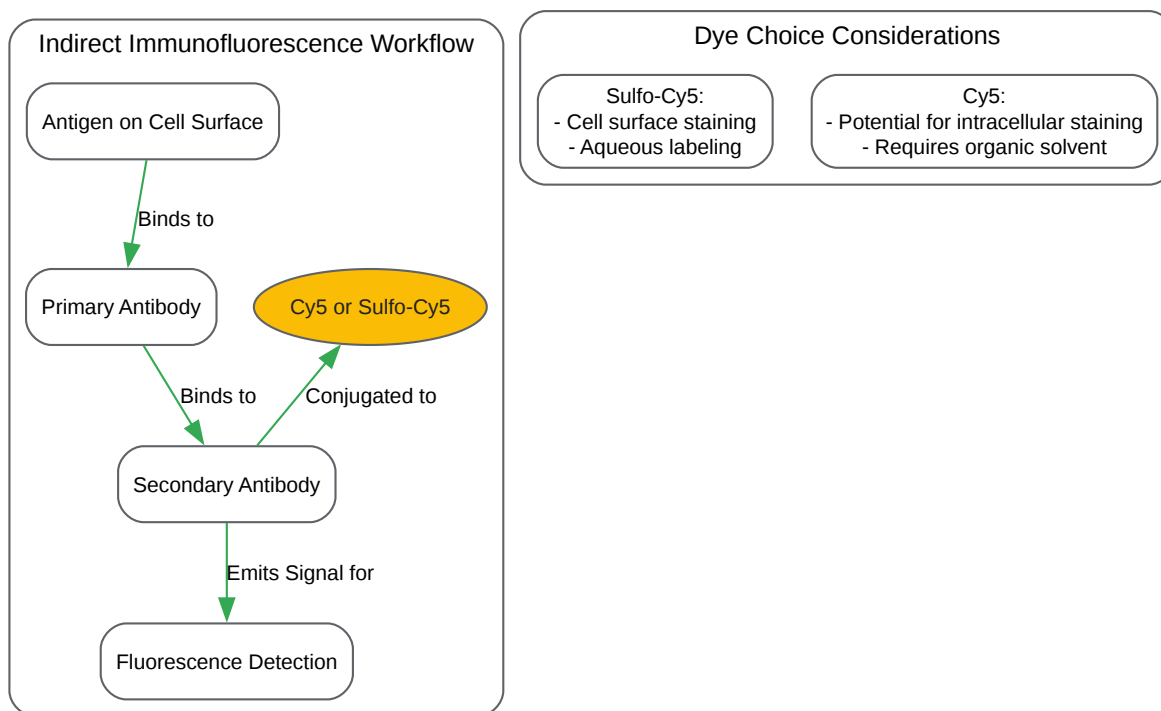 Indirect Immunofluorescence Workflow
Antigen on Cell Surface
Binds to
Primary Antibody
Cy5 or Sulfo-Cy5
Binds to
Conjugated to
Secondary Antibody
Emits Signal for
Fluorescence Detection
Dye Choice Considerations
Sulfo-Cy5:
- Cell surface staining
- Aqueous labeling
Cy5:
- Potential for intracellular staining
- Requires organic solvent